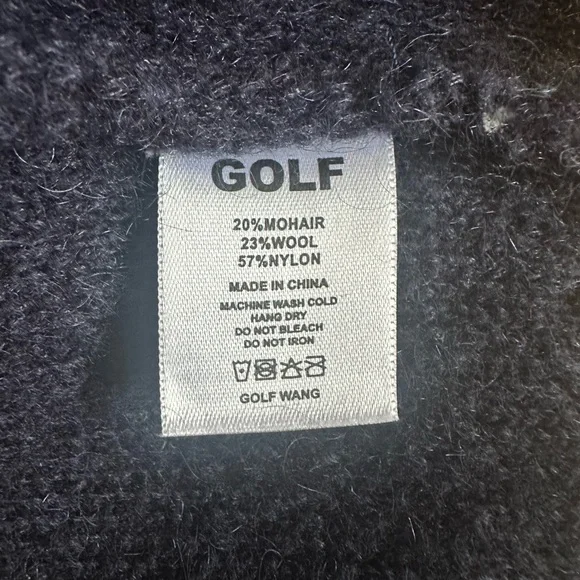 GOLF
20%MOHAIR
23%WOOL
57%NYLON
MADE IN CHINA
MACHINE WASH COLD
HANG DRY
DO NOT BLEACH
DO NOT IRON
GOLF WANG